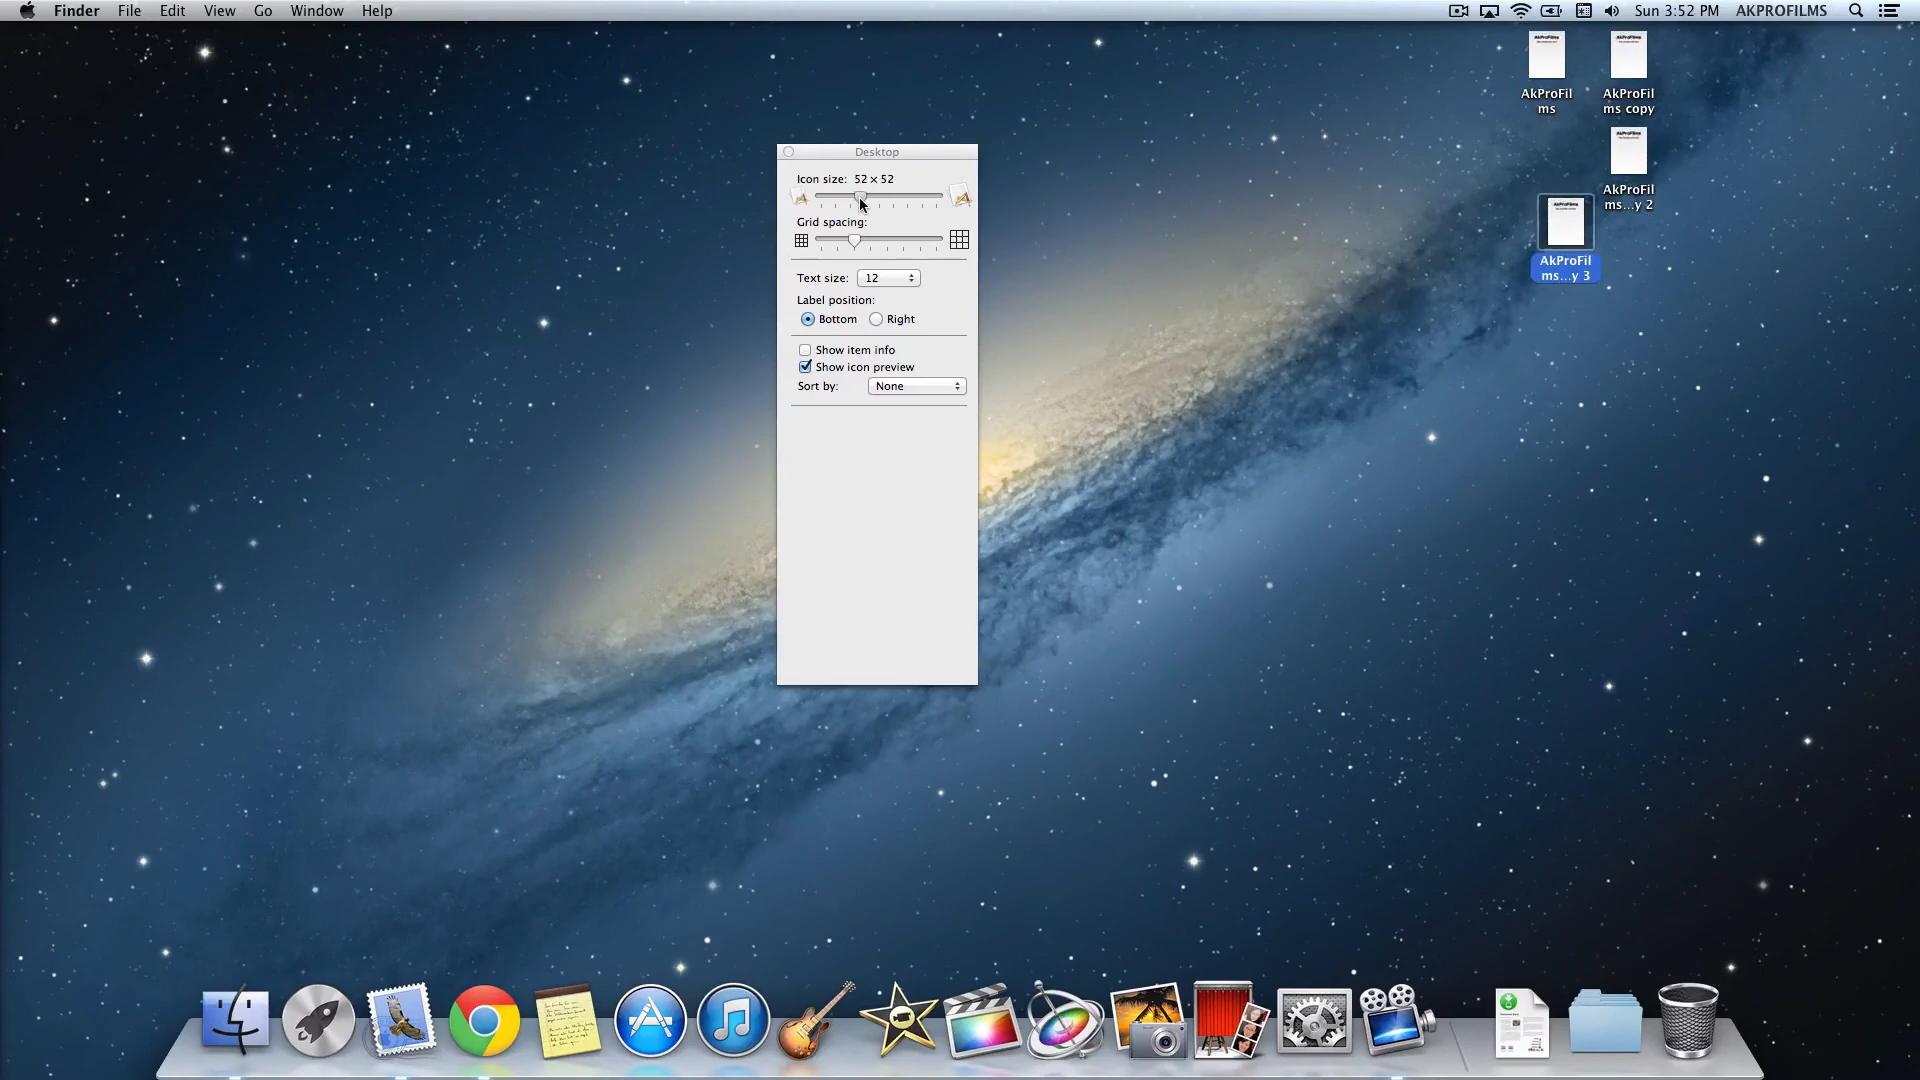 Finder File Edit View Go Window Help Sun 3:52 PM AKPROFILMS
AkProFil
ms
AkProFil
ms copy
AkProFil
ms...y 2
AkProFil
ms...y 3
Desktop
Icon size: 52 × 52
Grid spacing:
Text size: 12
Label position:
Bottom Right
Show item info
Show icon preview
Sort by: None